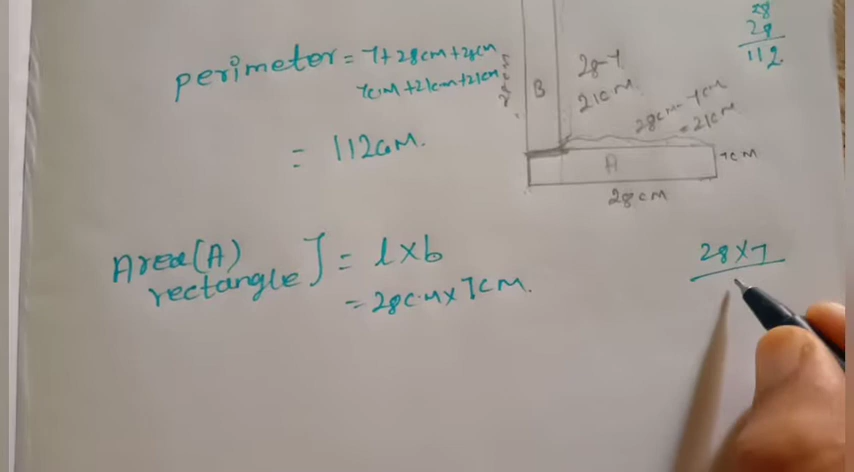 28
28
112
perimeter = 7+28cm+28cm
7cm+21cm+21cm
= 112cm.
28-7
21cm
28cm-7cm
=21cm
B
A
7cm
28cm
Area(A)
rectangle] = l×b
= 28cm×7cm.
28×7